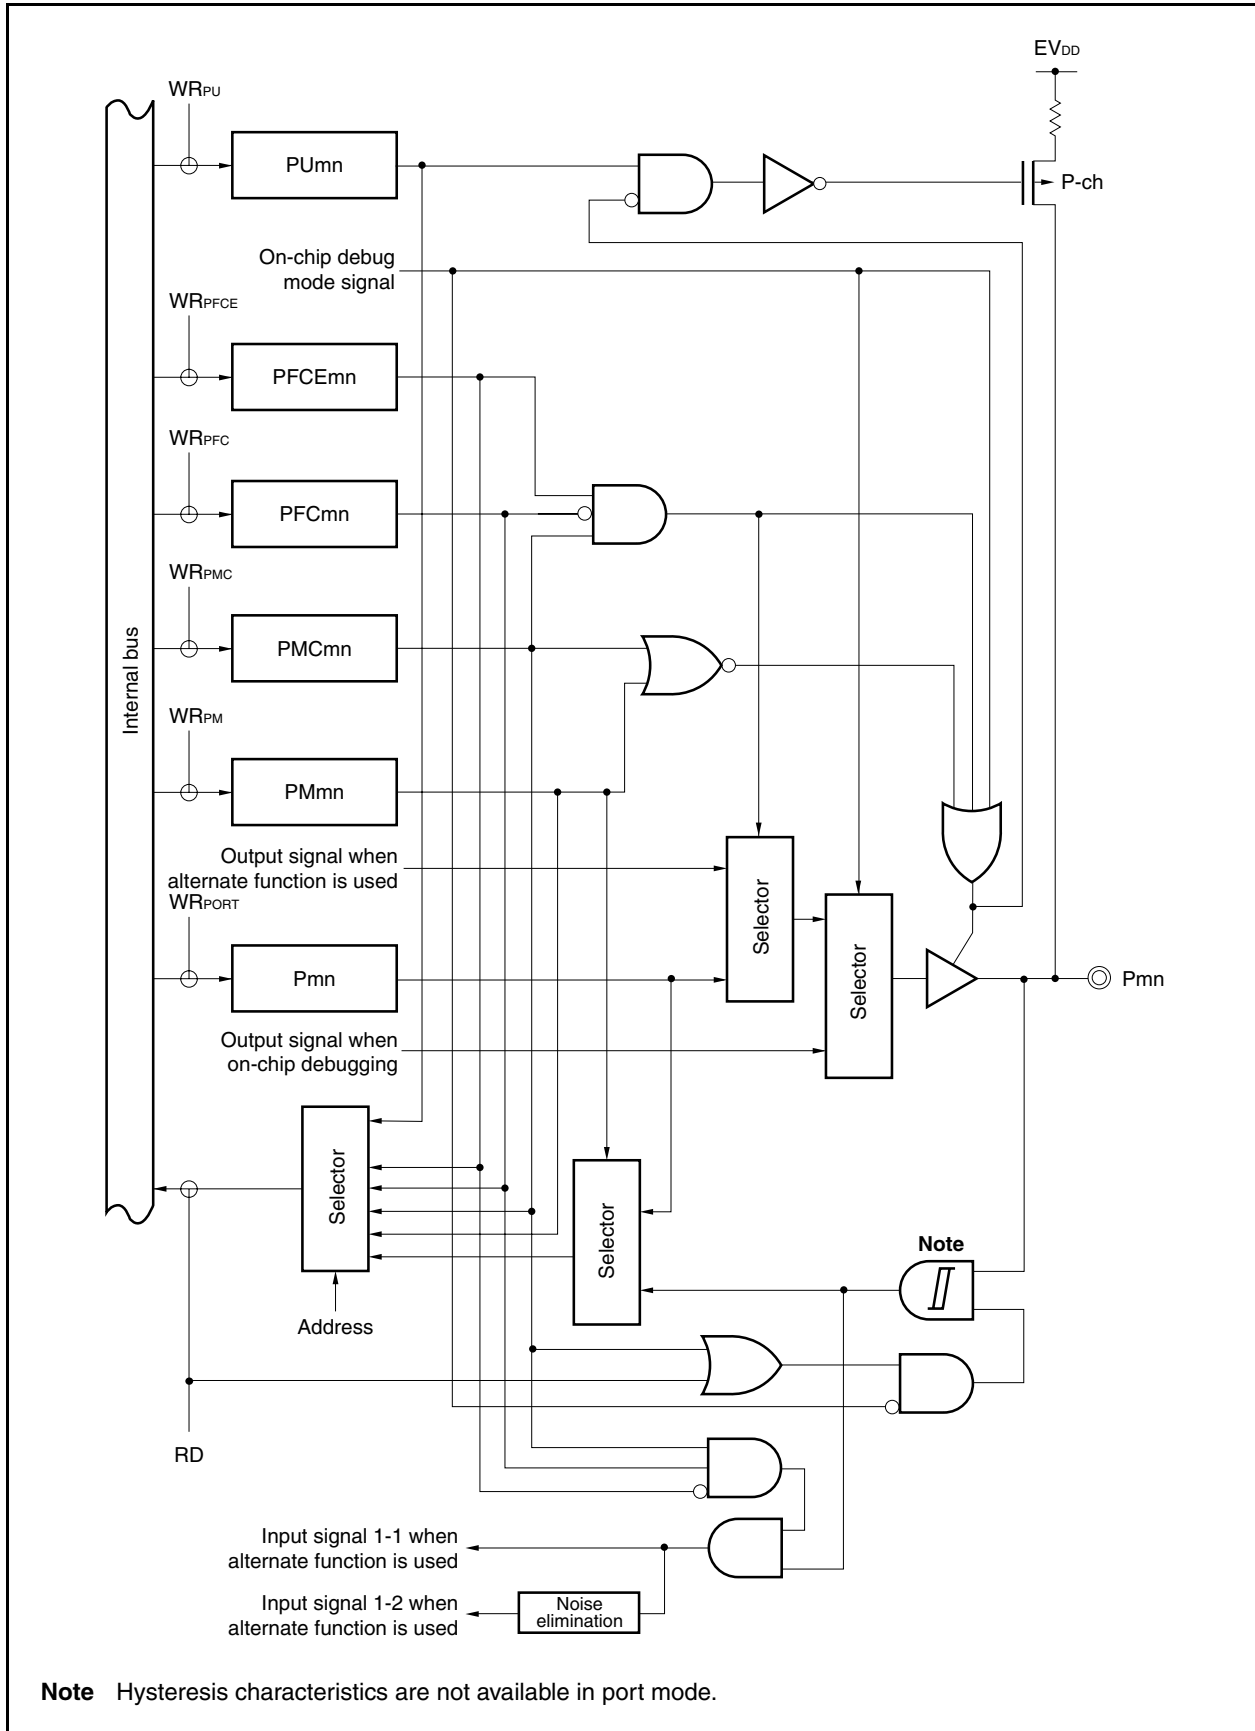 EVDD
WRPU
PUmn
P-ch
On-chip debug
mode signal
WRPFCE
PFCEmn
WRPFC
PFCmn
WRPMC
PMCmn
Internal bus
WRPM
PMmn
Output signal when
alternate function is used
WRPORT
Selector
Selector
Pmn
Pmn
Output signal when
on-chip debugging
Selector
Selector
Note
Address
RD
Input signal 1-1 when
alternate function is used
Input signal 1-2 when
alternate function is used
Noise
elimination
Note Hysteresis characteristics are not available in port mode.